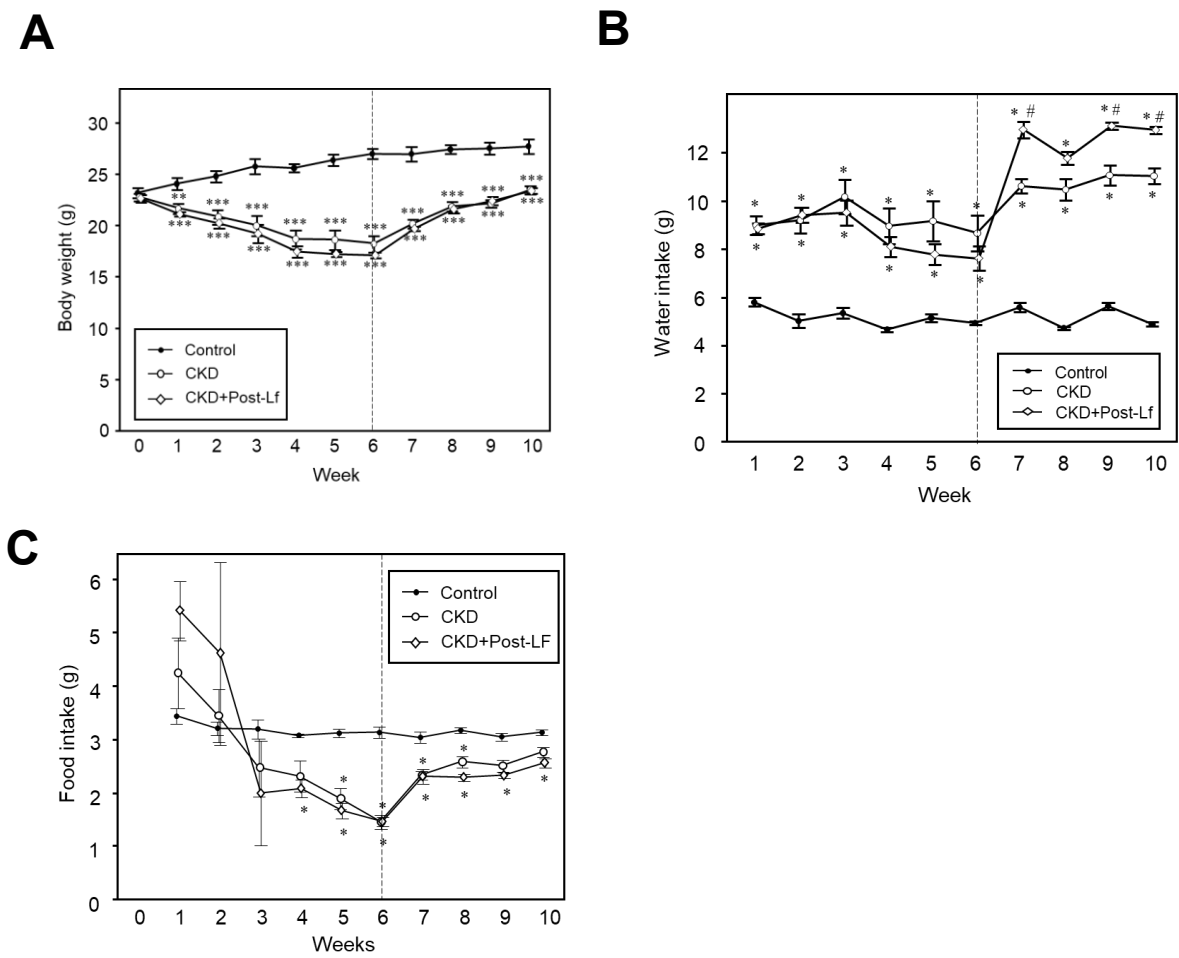 A
30
25
20
15
10
5
0
Body weight (g)
** *** *** *** *** *** *** *** *** ***
*** *** *** *** *** *** *** *** *** ***
Control
CKD
CKD+Post-Lf
0 1 2 3 4 5 6 7 8 9 10
Week
B
12
10
8
6
4
2
0
Water intake (g)
* * * * * * * # * * # * #
* * * * * * * * * *
Control
CKD
CKD+Post-Lf
1 2 3 4 5 6 7 8 9 10
Week
C
6
5
4
3
2
1
0
Food intake (g)
* * * *
* * * * * * *
Control
CKD
CKD+Post-LF
0 1 2 3 4 5 6 7 8 9 10
Weeks